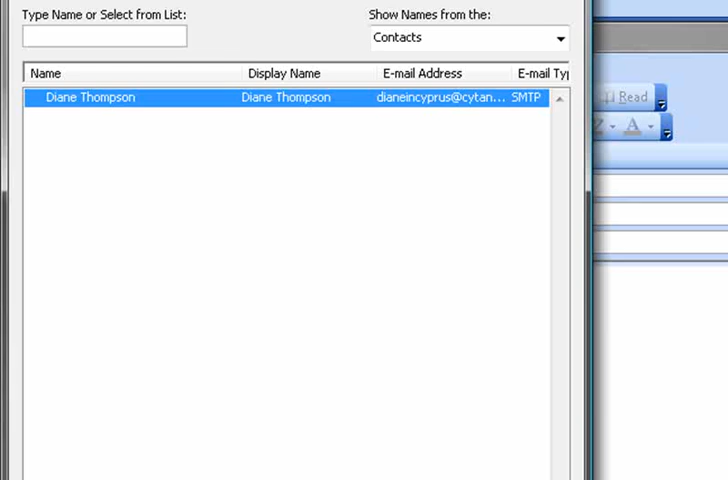 Type Name or Select from List: Show Names from the:
Contacts
Name Display Name E-mail Address E-mail Typ
Diane Thompson Diane Thompson dianeincyprus@cytan... SMTP
Read
A